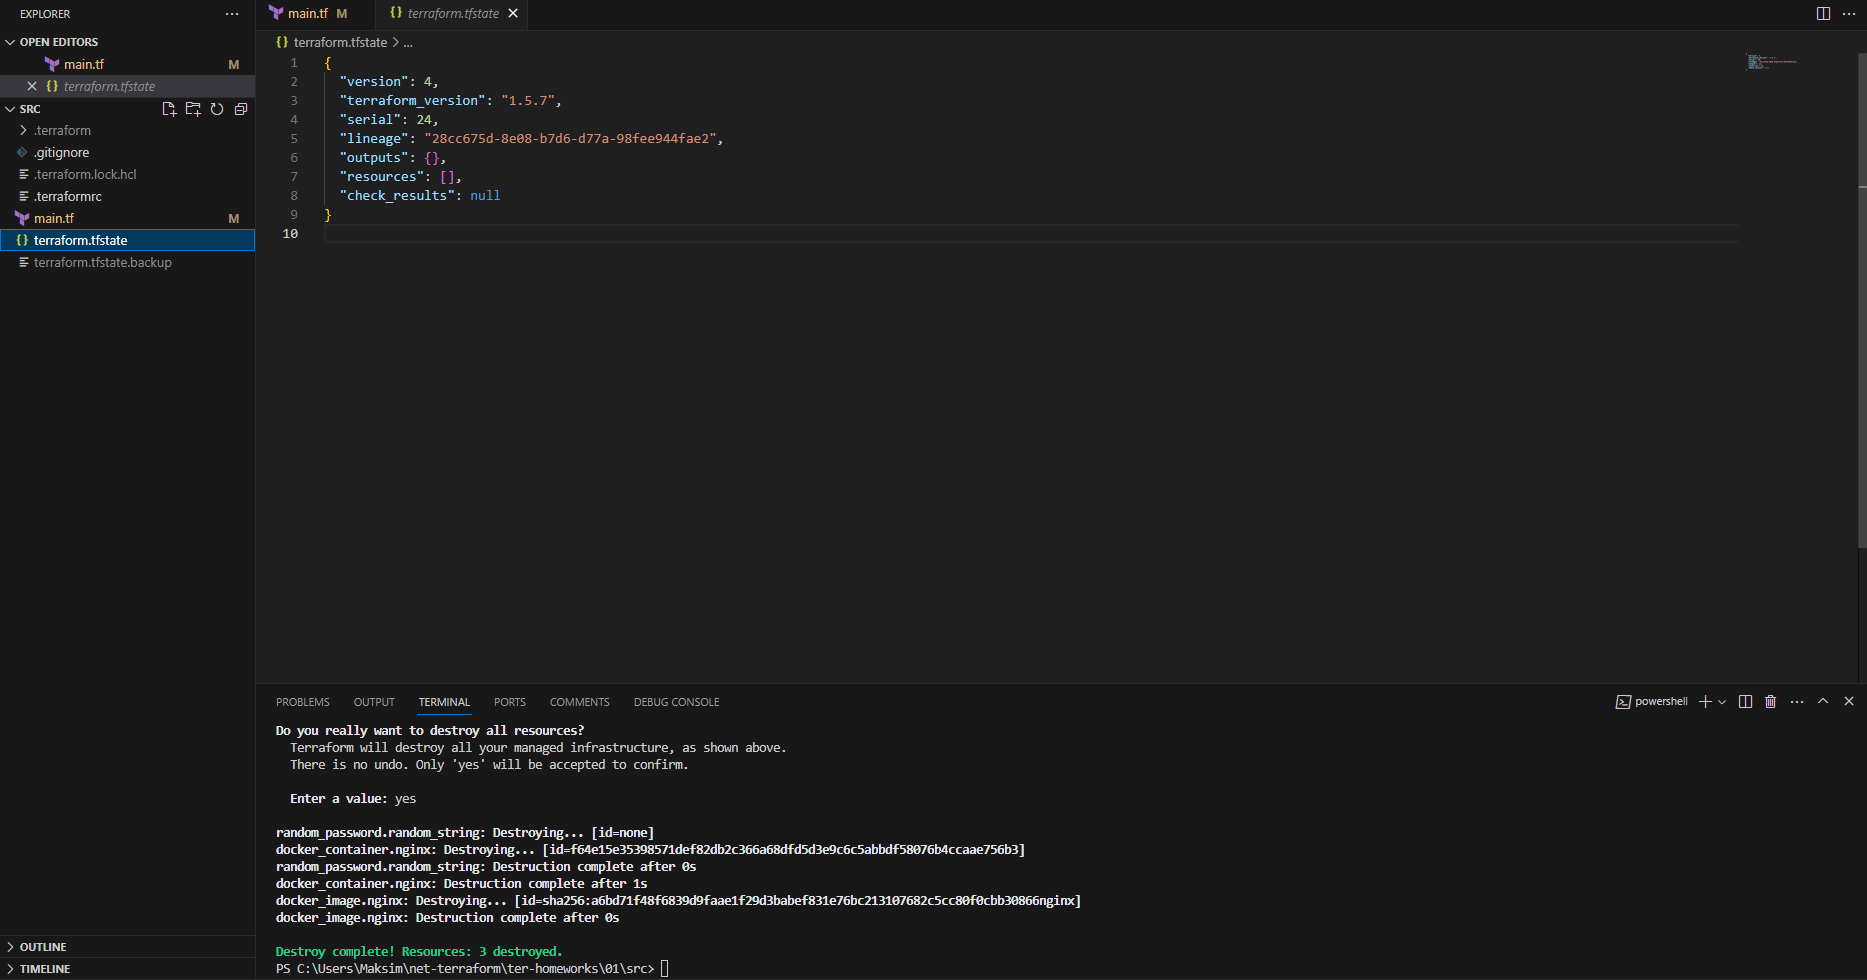 EXPLORER
OPEN EDITORS
main.tf M
terraform.tfstate
SRC
.terraform
.gitignore
.terraform.lock.hcl
.terraformrc
main.tf M
terraform.tfstate
terraform.tfstate.backup
OUTLINE
TIMELINE
main.tf M
terraform.tfstate
terraform.tfstate > ...
1 {
2 "version": 4,
3 "terraform_version": "1.5.7",
4 "serial": 24,
5 "lineage": "28cc675d-8e08-b7d6-d77a-98fee944fae2",
6 "outputs": {},
7 "resources": [],
8 "check_results": null
9 }
10
PROBLEMS OUTPUT TERMINAL PORTS COMMENTS DEBUG CONSOLE
powershell
Do you really want to destroy all resources?
Terraform will destroy all your managed infrastructure, as shown above.
There is no undo. Only 'yes' will be accepted to confirm.
Enter a value: yes
random_password.random_string: Destroying... [id=none]
docker_container.nginx: Destroying... [id=f64e15e35398571def82db2c366a68dfd5d3e9c6c5abbdf58076b4ccaae756b3]
random_password.random_string: Destruction complete after 0s
docker_container.nginx: Destruction complete after 1s
docker_image.nginx: Destroying... [id=sha256:a6bd71f48f6839d9faae1f29d3babef831e76bc213107682c5cc80f0cbb30866nginx]
docker_image.nginx: Destruction complete after 0s
Destroy complete! Resources: 3 destroyed.
PS C:\Users\Maksim\net-terraform\ter-homeworks\01\src>